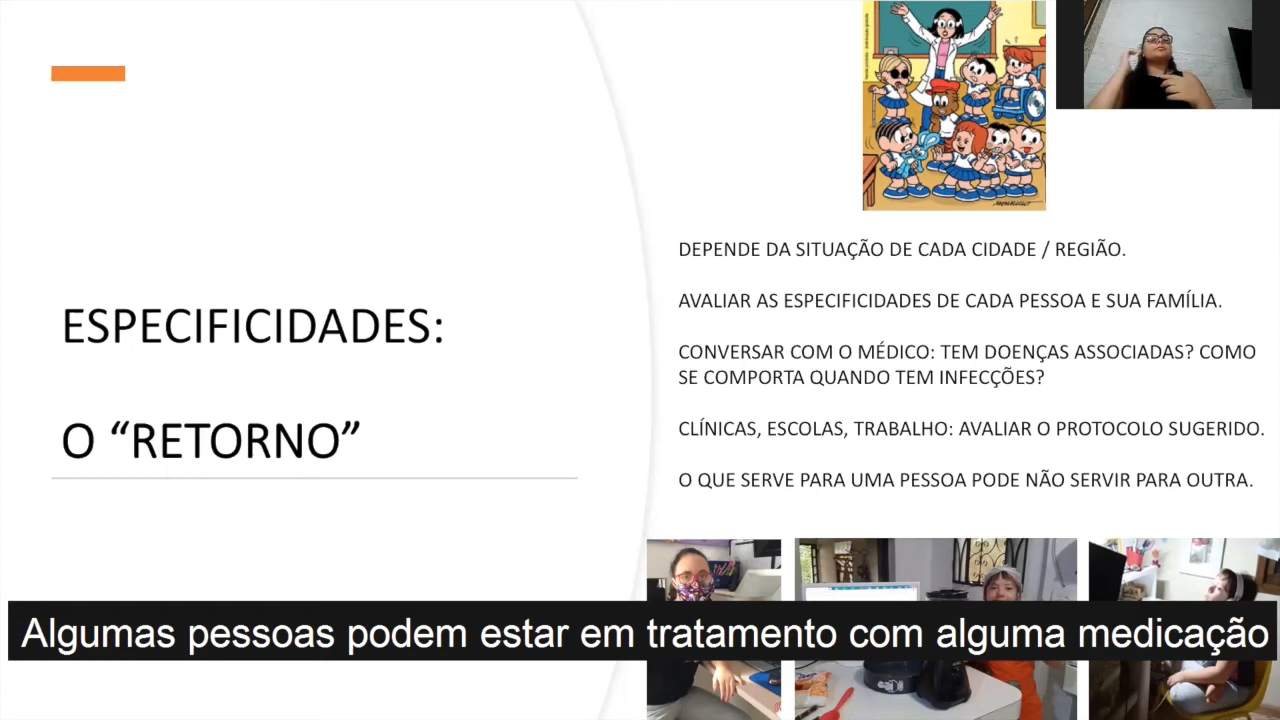 ESPECIFICIDADES:
O “RETORNO”
DEPENDE DA SITUAÇÃO DE CADA CIDADE / REGIÃO.
AVALIAR AS ESPECIFICIDADES DE CADA PESSOA E SUA FAMÍLIA.
CONVERSAR COM O MÉDICO: TEM DOENÇAS ASSOCIADAS? COMO
SE COMPORTA QUANDO TEM INFECÇÕES?
CLÍNICAS, ESCOLAS, TRABALHO: AVALIAR O PROTOCOLO SUGERIDO.
O QUE SERVE PARA UMA PESSOA PODE NÃO SERVIR PARA OUTRA.
Algumas pessoas podem estar em tratamento com alguma medicação